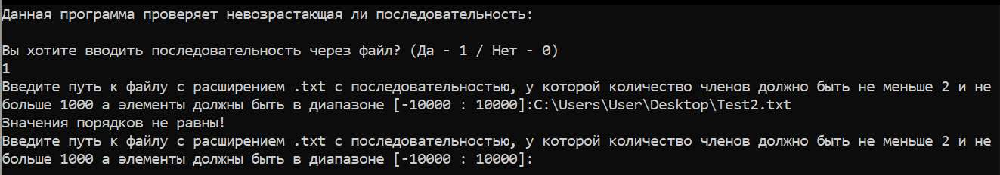 Данная программа проверяет невозрастающая ли последовательность:
Вы хотите вводить последовательность через файл? (Да - 1 / Нет - 0)
1
Введите путь к файлу с расширением .txt с последовательностью, у которой количество членов должно быть не меньше 2 и не
больше 1000 а элементы должны быть в диапазоне [-10000 : 10000]:C:\Users\User\Desktop\Test2.txt
Значения порядков не равны!
Введите путь к файлу с расширением .txt с последовательностью, у которой количество членов должно быть не меньше 2 и не
больше 1000 а элементы должны быть в диапазоне [-10000 : 10000]: